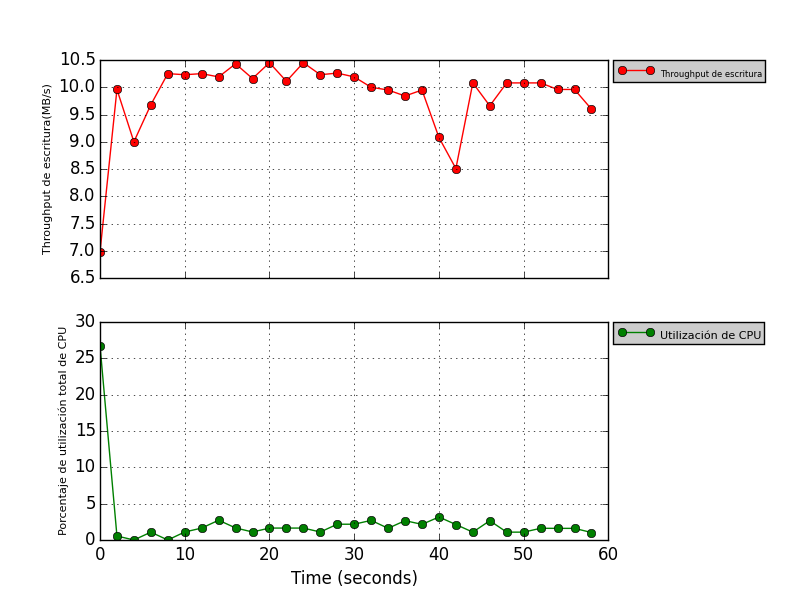 10.5
10.0
9.5
9.0
8.5
8.0
7.5
7.0
6.5
Throughput de escritura(MB/s)
Throughput de escritura
30
25
20
15
10
5
0
Porcentaje de utilización total de CPU
Utilización de CPU
0 10 20 30 40 50 60
Time (seconds)